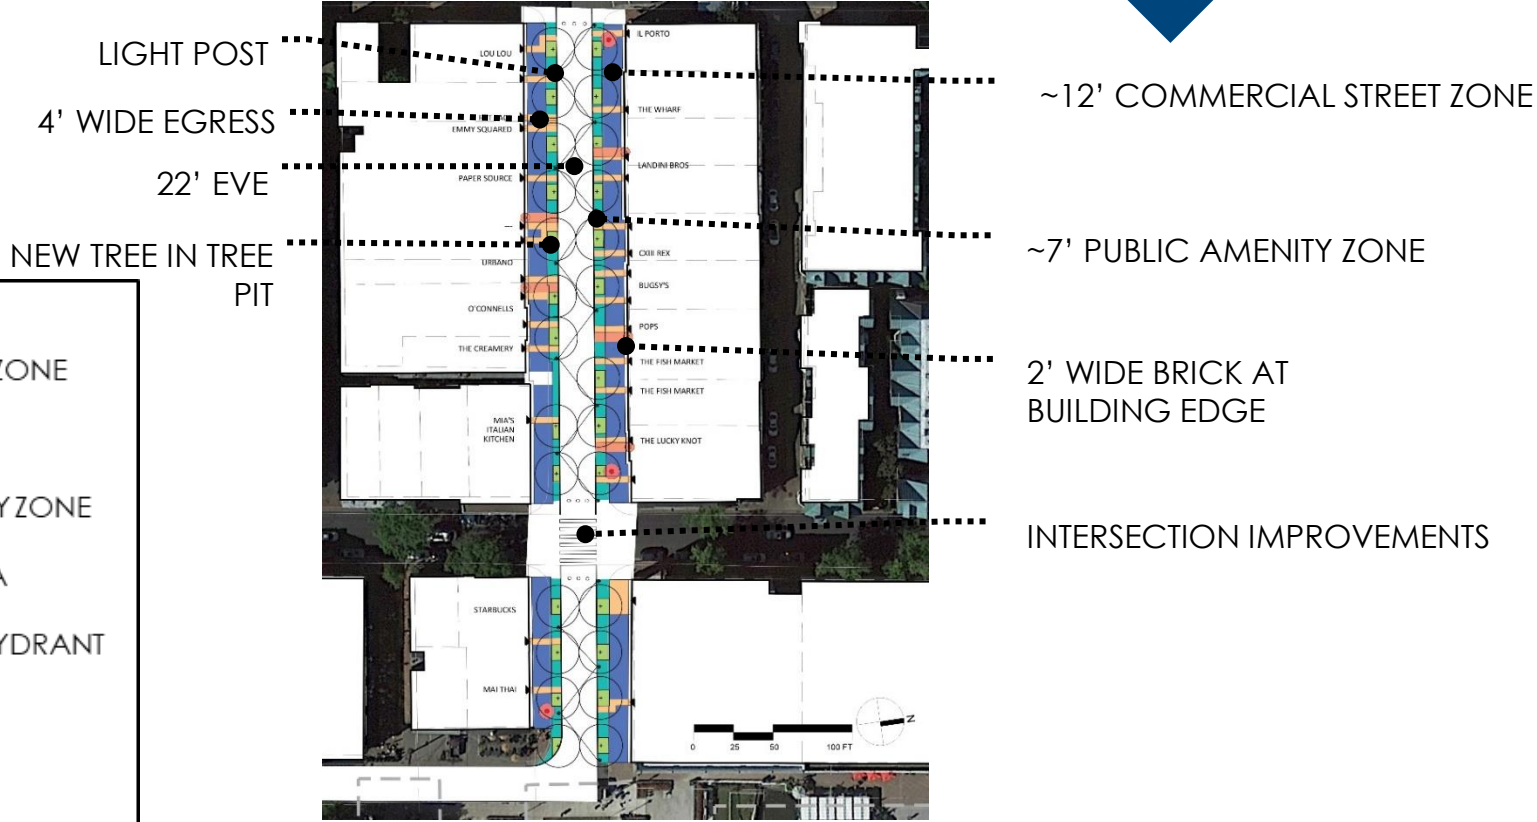 LIGHT POST
4’ WIDE EGRESS
22’ EVE
NEW TREE IN TREE
PIT
ZONE
Y ZONE
A
YDRANT
LOU LOU
EMMY SQUARED
PAPER SOURCE
—
URBANO
O'CONNELLS
THE CREAMERY
MIA'S
ITALIAN
KITCHEN
STARBUCKS
MAI THAI
IL PORTO
THE WHARF
LANDINI BROS
CXIII REX
BUGSY'S
POPS
THE FISH MARKET
THE FISH MARKET
THE LUCKY KNOT
0 25 50 100 FT
N
~12’ COMMERCIAL STREET ZONE
~7’ PUBLIC AMENITY ZONE
2’ WIDE BRICK AT
BUILDING EDGE
INTERSECTION IMPROVEMENTS